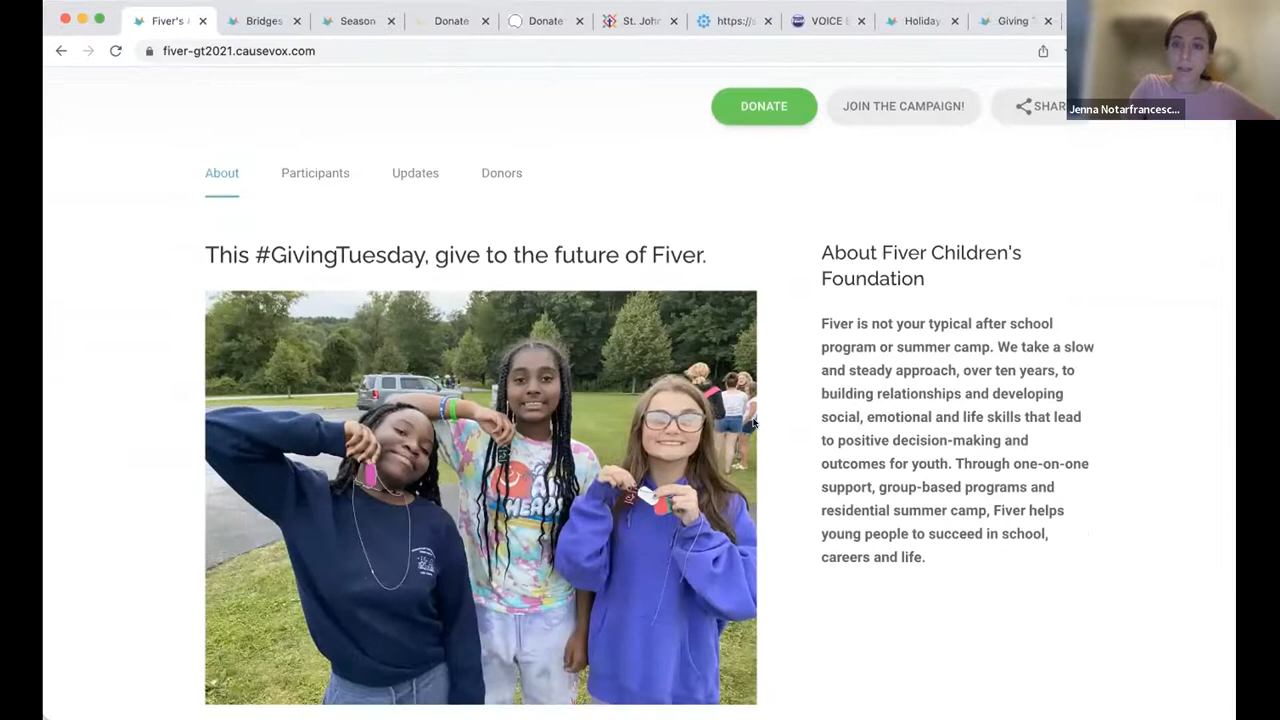 Fiver's
Bridges
Season
Donate
Donate
St. John
https://
VOICE
Holiday
Giving
fiver-gt2021.causevox.com
DONATE
JOIN THE CAMPAIGN!
SHAR
Jenna Notarfrancesc...
About
Participants
Updates
Donors
This #GivingTuesday, give to the future of Fiver.
About Fiver Children's
Foundation
Fiver is not your typical after school
program or summer camp. We take a slow
and steady approach, over ten years, to
building relationships and developing
social, emotional and life skills that lead
to positive decision-making and
outcomes for youth. Through one-on-one
support, group-based programs and
residential summer camp, Fiver helps
young people to succeed in school,
careers and life.